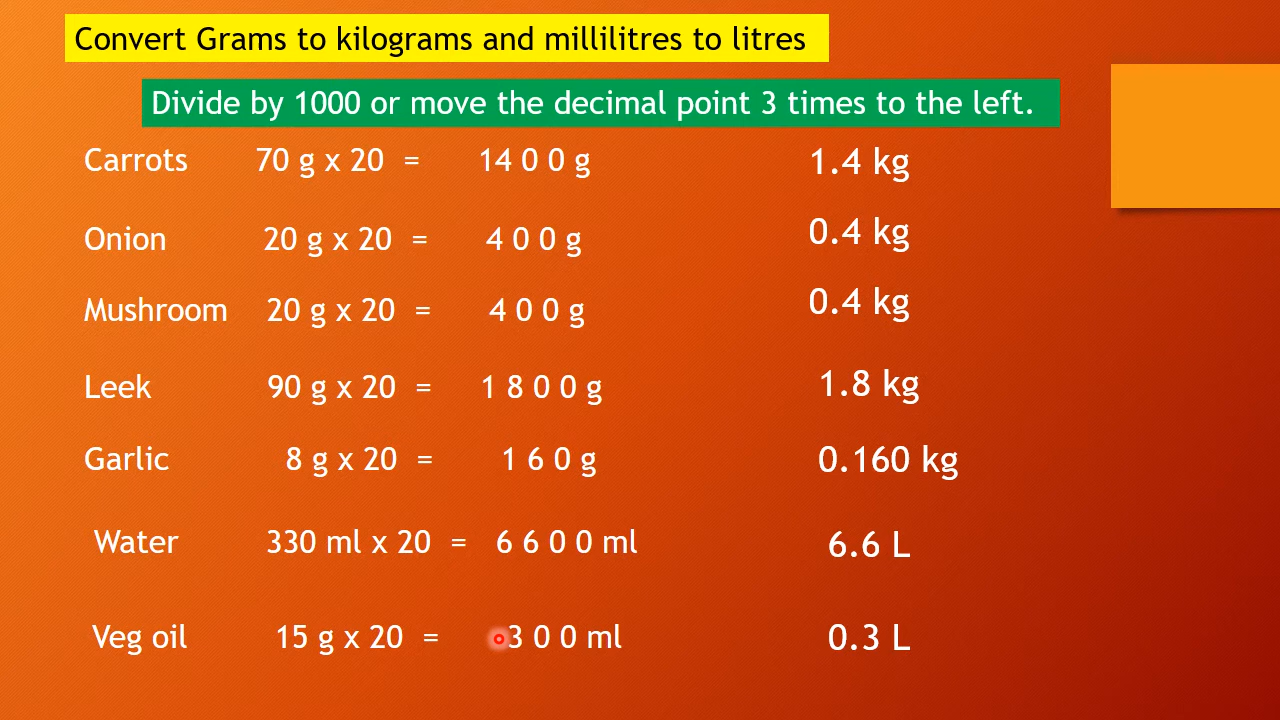 Convert Grams to kilograms and millilitres to litres
Divide by 1000 or move the decimal point 3 times to the left.
Carrots 70 g x 20 = 14 0 0 g 1.4 kg
Onion 20 g x 20 = 4 0 0 g 0.4 kg
Mushroom 20 g x 20 = 4 0 0 g 0.4 kg
Leek 90 g x 20 = 1 8 0 0 g 1.8 kg
Garlic 8 g x 20 = 1 6 0 g 0.160 kg
Water 330 ml x 20 = 6 6 0 0 ml 6.6 L
Veg oil 15 g x 20 = 3 0 0 ml 0.3 L